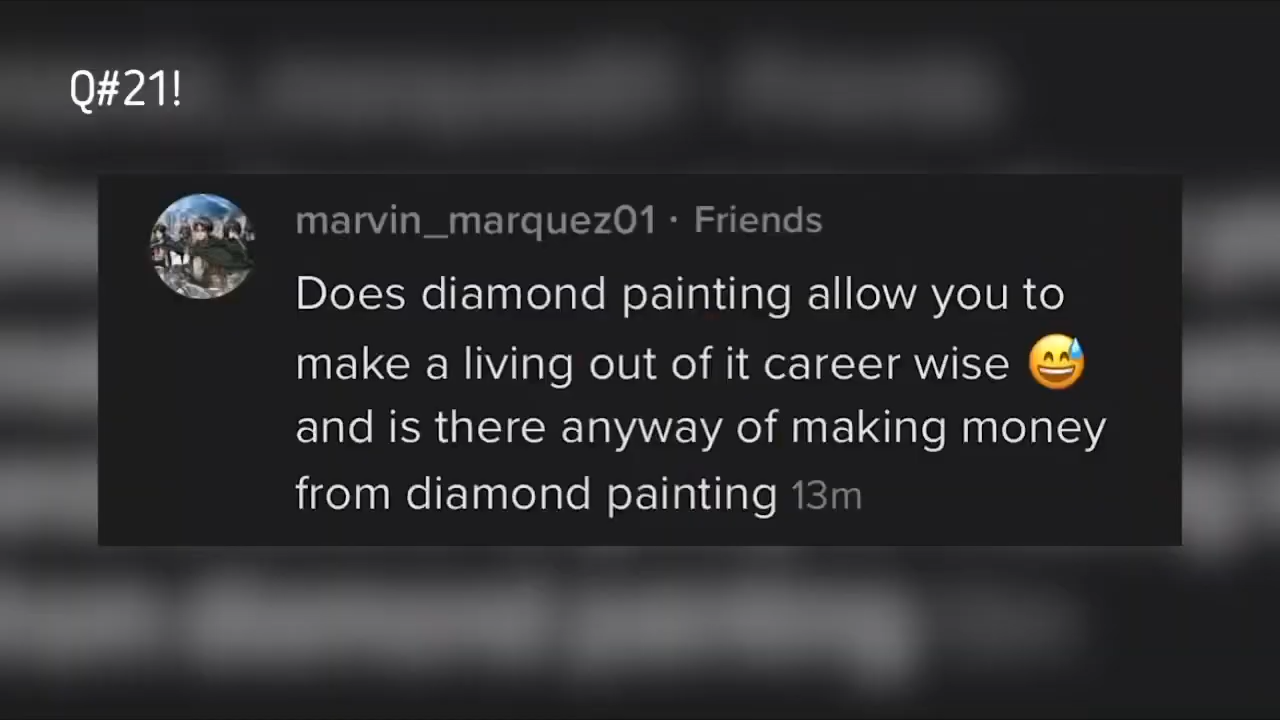 Q#21!
marvin_marquez01 · Friends
Does diamond painting allow you to
make a living out of it career wise 😅
and is there anyway of making money
from diamond painting 13m